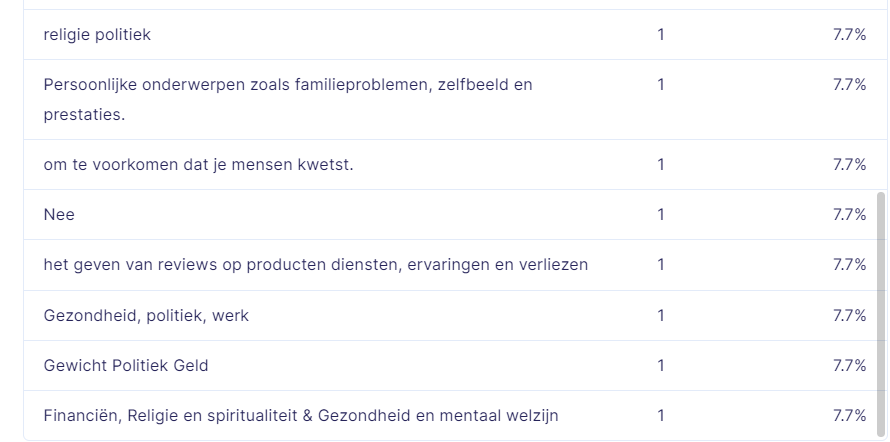 religie politiek 1 7.7%
Persoonlijke onderwerpen zoals familieproblemen, zelfbeeld en 1 7.7%
prestaties.
om te voorkomen dat je mensen kwetst. 1 7.7%
Nee 1 7.7%
het geven van reviews op producten diensten, ervaringen en verliezen 1 7.7%
Gezondheid, politiek, werk 1 7.7%
Gewicht Politiek Geld 1 7.7%
Financiën, Religie en spiritualiteit & Gezondheid en mentaal welzijn 1 7.7%